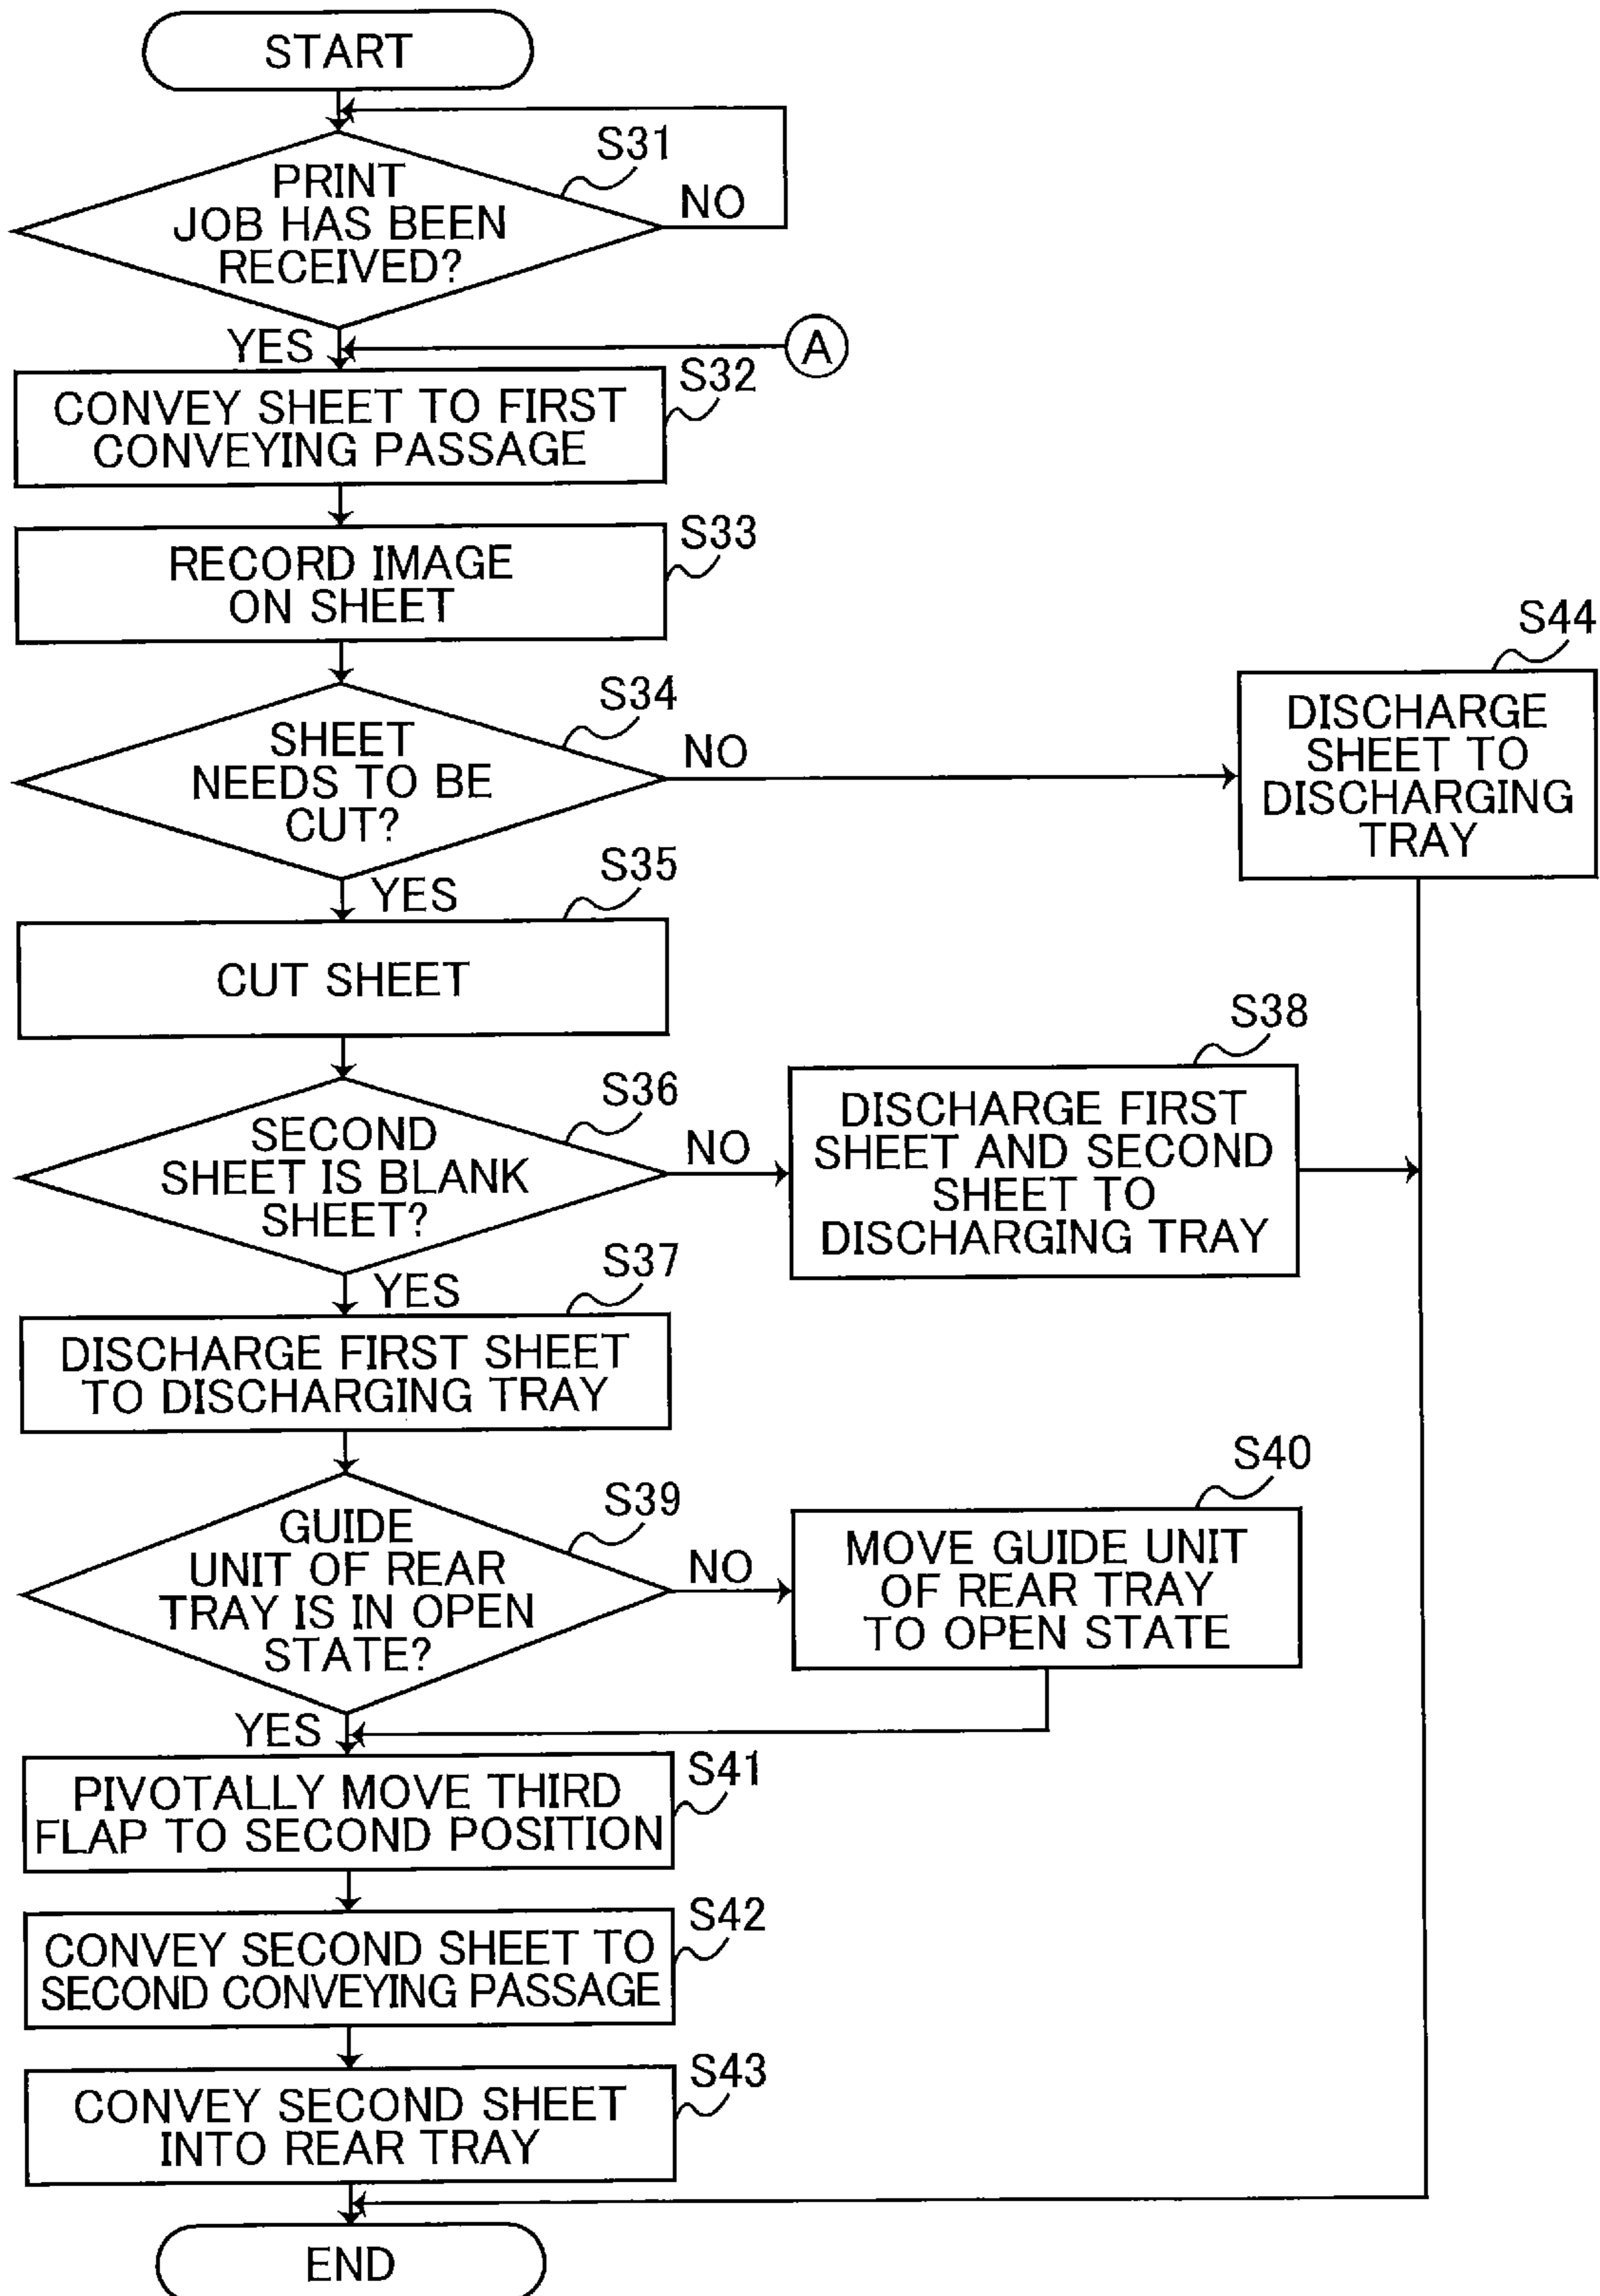 START
S31
PRINT
JOB HAS BEEN
RECEIVED?
NO
YES
A
S32
CONVEY SHEET TO FIRST
CONVEYING PASSAGE
S33
RECORD IMAGE
ON SHEET
S34
SHEET
NEEDS TO BE
CUT?
NO
S44
DISCHARGE
SHEET TO
DISCHARGING
TRAY
YES
S35
CUT SHEET
S36
SECOND
SHEET IS BLANK
SHEET?
NO
S38
DISCHARGE FIRST
SHEET AND SECOND
SHEET TO
DISCHARGING TRAY
YES
S37
DISCHARGE FIRST SHEET
TO DISCHARGING TRAY
S39
GUIDE
UNIT OF REAR
TRAY IS IN OPEN
STATE?
NO
S40
MOVE GUIDE UNIT
OF REAR TRAY
TO OPEN STATE
YES
S41
PIVOTALLY MOVE THIRD
FLAP TO SECOND POSITION
S42
CONVEY SECOND SHEET TO
SECOND CONVEYING PASSAGE
S43
CONVEY SECOND SHEET
INTO REAR TRAY
END